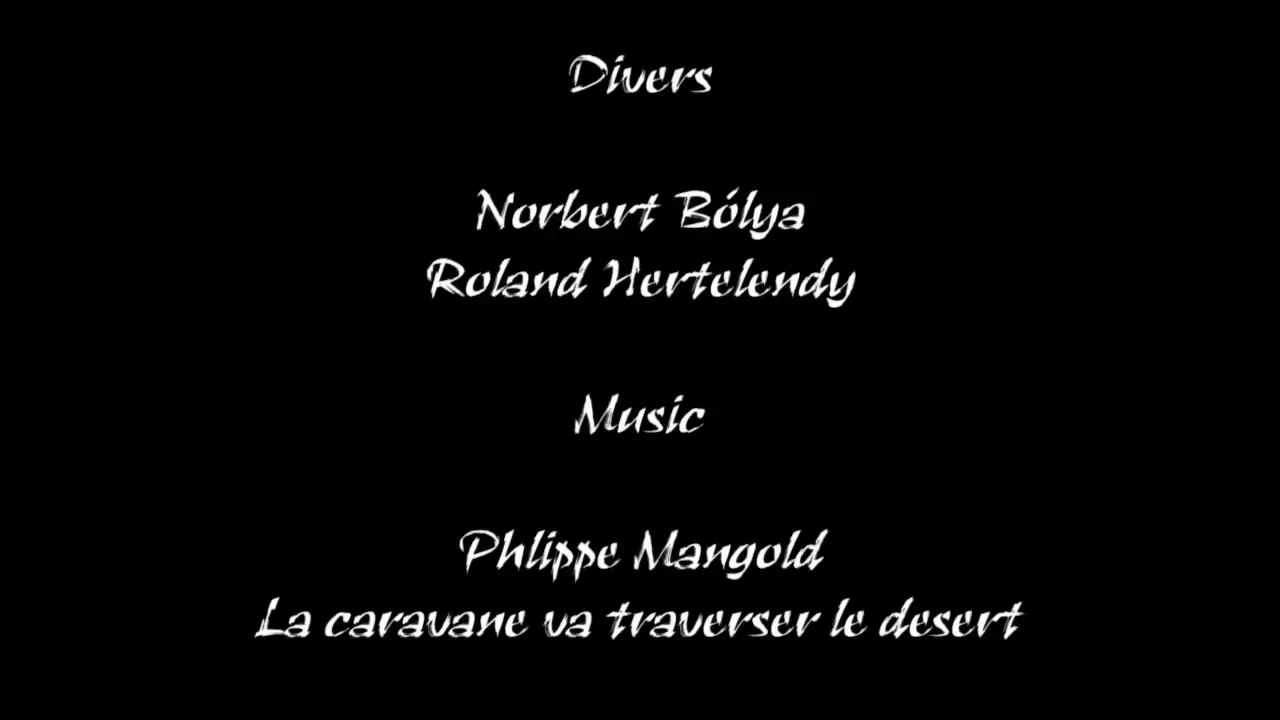 Divers
Norbert Bólya
Roland Hertelendy
Music
Phlippe Mangold
La caravane va traverser le desert